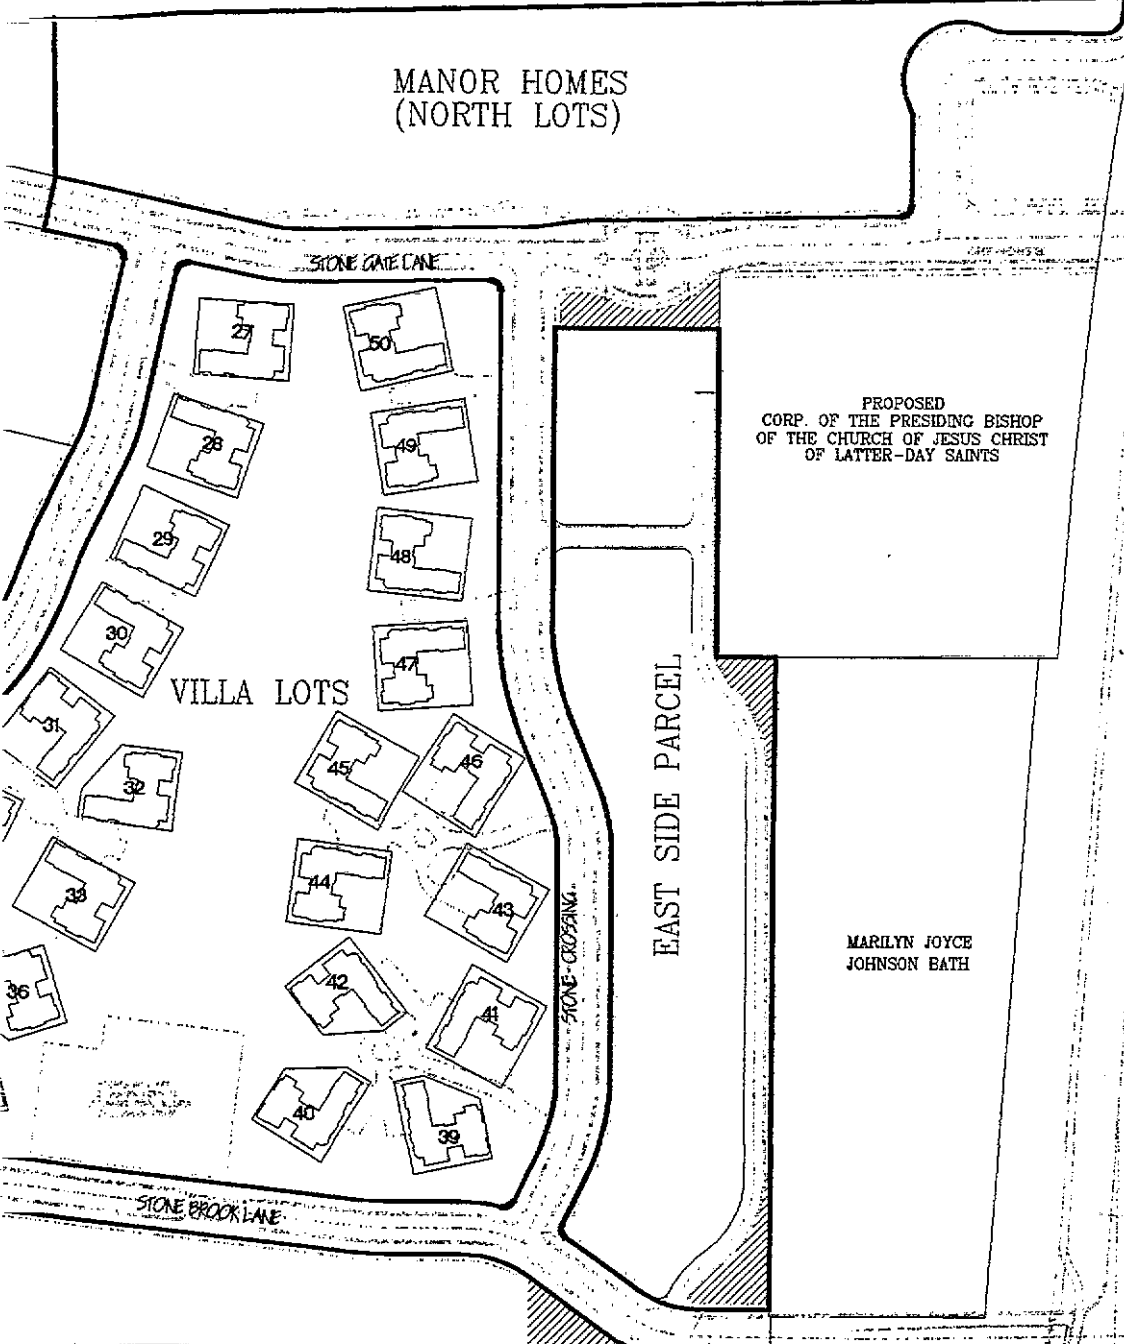 MANOR HOMES
(NORTH LOTS)
STONE GATE LANE
27
50
PROPOSED
CORP. OF THE PRESIDING BISHOP
OF THE CHURCH OF JESUS CHRIST
OF LATTER-DAY SAINTS
28
49
29
48
30
47
VILLA LOTS
31
45
46
32
EAST SIDE PARCEL
33
44
43
STONE CROSSING
MARILYN JOYCE
JOHNSON BATH
36
42
41
40
39
STONE BROOK LANE